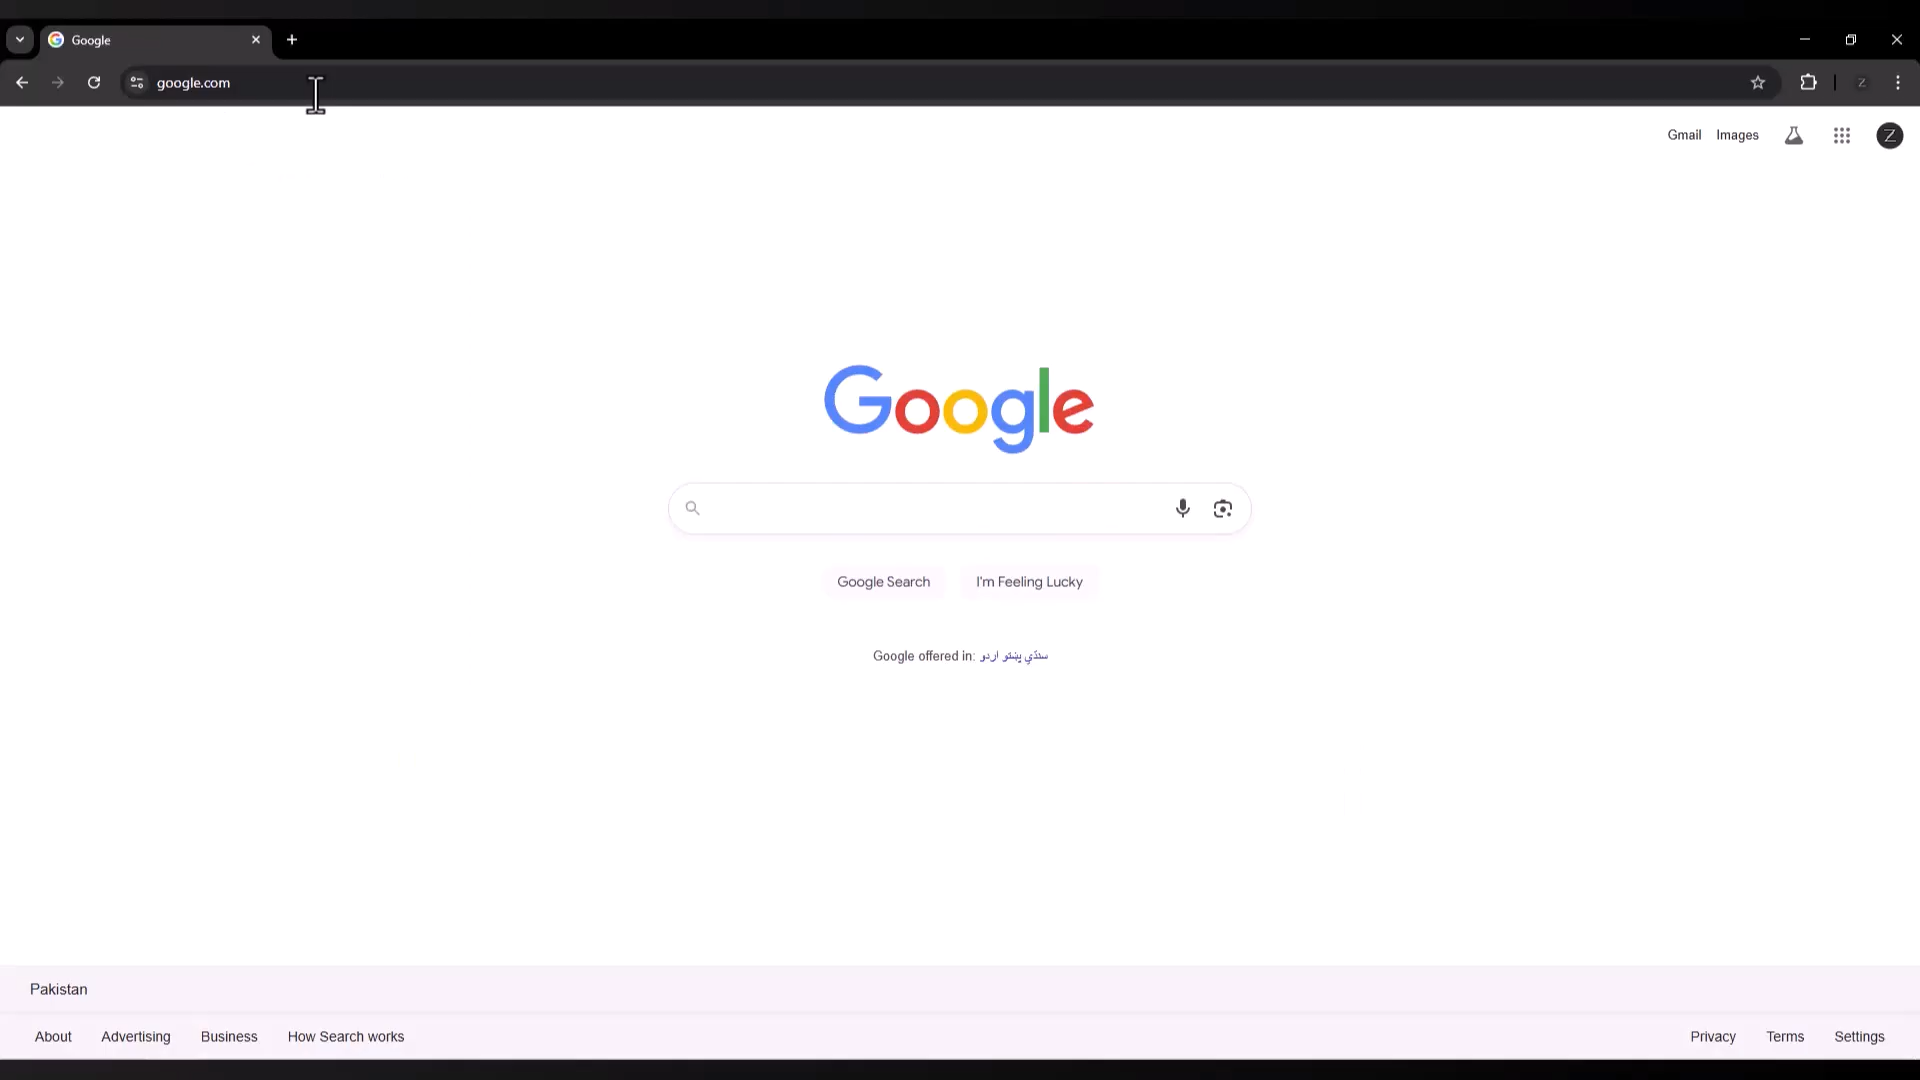 Google
google.com
Z
Gmail Images
Z
Google
Google Search I'm Feeling Lucky
Google offered in: اردو پښتو سنڌي
Pakistan
About Advertising Business How Search works
Privacy Terms Settings